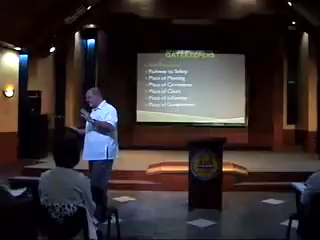 GATEKEEPERS
Pathway to Safety
Place of Meeting
Place of Commerce
Place of Court
Place of Influence
Place of Government